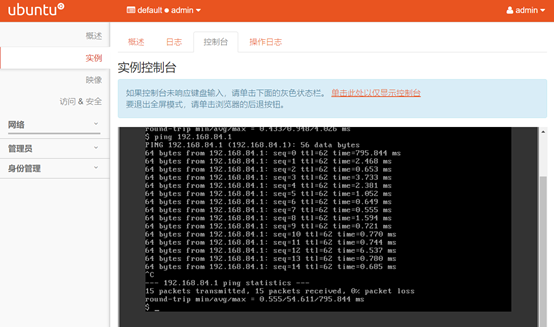 ubuntu
default • admin
admin
概述
实例
映像
访问 & 安全
网络
管理员
身份管理
概述
日志
控制台
操作日志
实例控制台
如果控制台未响应键盘输入，请单击下面的灰色状态栏。 单击此处以仅显示控制台
要退出全屏模式，请单击浏览器的后退按钮。
round-trip min/avg/max = 0.433/0.948/4.026 ms
$ ping 192.168.84.1
PING 192.168.84.1 (192.168.84.1): 56 data bytes
64 bytes from 192.168.84.1: seq=0 ttl=62 time=795.844 ms
64 bytes from 192.168.84.1: seq=1 ttl=62 time=2.468 ms
64 bytes from 192.168.84.1: seq=2 ttl=62 time=0.653 ms
64 bytes from 192.168.84.1: seq=3 ttl=62 time=3.733 ms
64 bytes from 192.168.84.1: seq=4 ttl=62 time=2.381 ms
64 bytes from 192.168.84.1: seq=5 ttl=62 time=1.052 ms
64 bytes from 192.168.84.1: seq=6 ttl=62 time=0.649 ms
64 bytes from 192.168.84.1: seq=7 ttl=62 time=0.555 ms
64 bytes from 192.168.84.1: seq=8 ttl=62 time=1.594 ms
64 bytes from 192.168.84.1: seq=9 ttl=62 time=0.721 ms
64 bytes from 192.168.84.1: seq=10 ttl=62 time=0.770 ms
64 bytes from 192.168.84.1: seq=11 ttl=62 time=0.744 ms
64 bytes from 192.168.84.1: seq=12 ttl=62 time=6.537 ms
64 bytes from 192.168.84.1: seq=13 ttl=62 time=0.780 ms
64 bytes from 192.168.84.1: seq=14 ttl=62 time=0.685 ms
^C
--- 192.168.84.1 ping statistics ---
15 packets transmitted, 15 packets received, 0% packet loss
round-trip min/avg/max = 0.555/54.611/795.844 ms
$ _